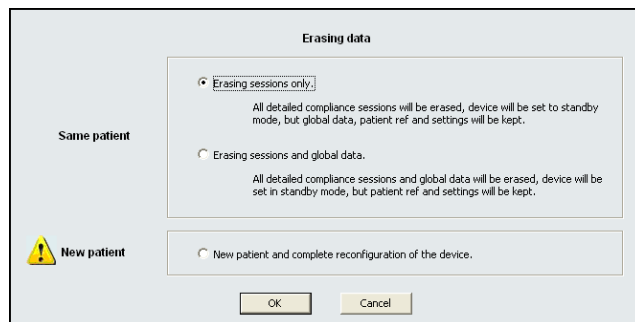 Erasing data
Same patient
Erasing sessions only.
All detailed compliance sessions will be erased, device will be set to standby
mode, but global data, patient ref and settings will be kept.
Erasing sessions and global data.
All detailed compliance sessions and global data will be erased, device will be
set in standby mode, but patient ref and settings will be kept.
New patient
New patient and complete reconfiguration of the device.
OK
Cancel